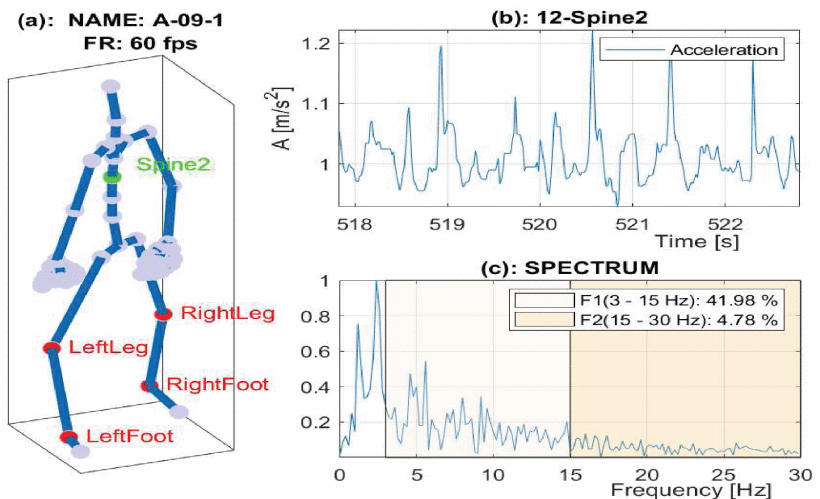 (a): NAME: A-09-1
FR: 60 fps
Spine2
RightLeg
LeftLeg
RightFoot
LeftFoot
(b): 12-Spine2
Acceleration
A [m/s²]
1.2
1.1
1
518
519
520
521
522
Time [s]
(c): SPECTRUM
F1(3 - 15 Hz): 41.98 %
F2(15 - 30 Hz): 4.78 %
1
0.8
0.6
0.4
0.2
0
5
10
15
20
25
30
Frequency [Hz]